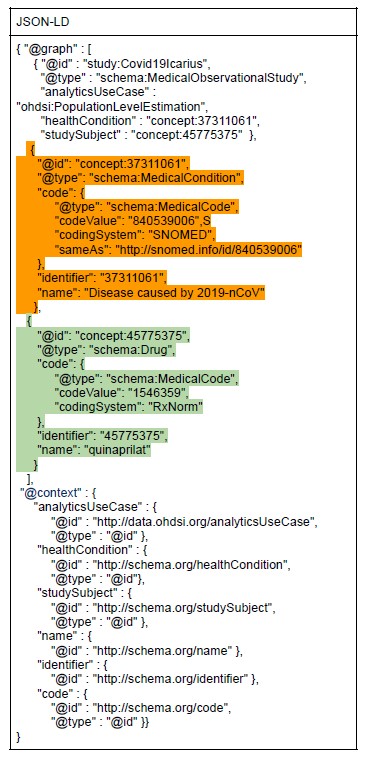 JSON-LD
{ "@graph" : [
{ "@id" : "study:Covid19Icarius",
"@type" : "schema:MedicalObservationalStudy",
"analyticsUseCase" :
"ohdsi:PopulationLevelEstimation",
"healthCondition" : "concept:37311061",
"studySubject" : "concept:45775375" },
{
"@id": "concept:37311061",
"@type": "schema:MedicalCondition",
"code": {
"@type": "schema:MedicalCode",
"codeValue": "840539006",S
"codingSystem": "SNOMED",
"sameAs": "http://snomed.info/id/840539006"
},
"identifier": "37311061",
"name": "Disease caused by 2019-nCoV"
},
{
"@id": "concept:45775375",
"@type": "schema:Drug",
"code": {
"@type": "schema:MedicalCode",
"codeValue": "1546359",
"codingSystem": "RxNorm"
},
"identifier": "45775375",
"name": "quinaprilat"
}
],
"@context" : {
"analyticsUseCase" : {
"@id" : "http://data.ohdsi.org/analyticsUseCase",
"@type" : "@id" },
"healthCondition" : {
"@id" : "http://schema.org/healthCondition",
"@type" : "@id"},
"studySubject" : {
"@id" : "http://schema.org/studySubject",
"@type" : "@id" },
"name" : {
"@id" : "http://schema.org/name" },
"identifier" : {
"@id" : "http://schema.org/identifier" },
"code" : {
"@id" : "http://schema.org/code",
"@type" : "@id" }}
}